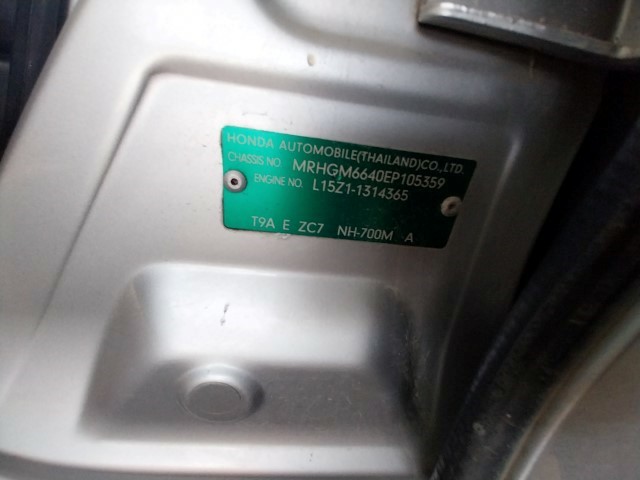 HONDA AUTOMOBILE(THAILAND)CO.,LTD.
CHASSIS NO. MRHGM6640EP105359
ENGINE NO. L15Z1-1314365
T9A E ZC7 NH-700M A